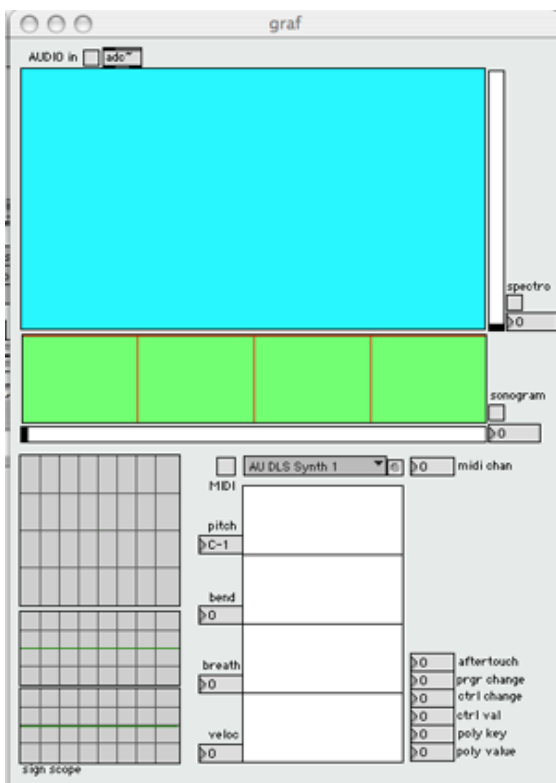 graf
AUDIO in adc~
spectro
0
sonogram
0
AU DLS Synth 1 0 midi chan
MIDI
pitch
C-1
bend
0
breath
0
veloc
0
0 aftertouch
0 prgr change
0 ctrl change
0 ctrl val
0 poly key
0 poly value
sign scope